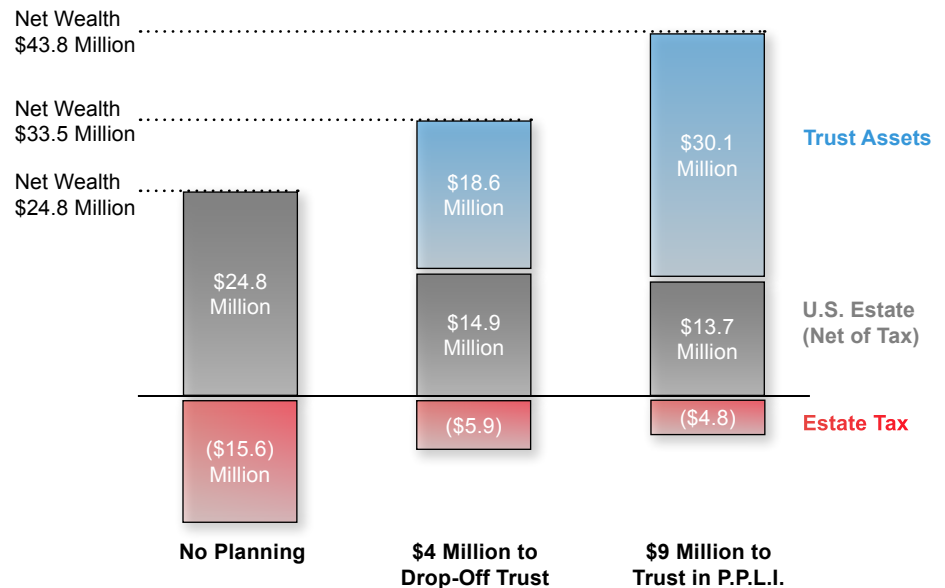 Net Wealth
$43.8 Million
Net Wealth
$33.5 Million
Net Wealth
$24.8 Million
$30.1
Million
Trust Assets
$18.6
Million
$24.8
Million
$14.9
Million
$13.7
Million
U.S. Estate
(Net of Tax)
($15.6)
Million
($5.9)
($4.8)
Estate Tax
No Planning
$4 Million to
Drop-Off Trust
$9 Million to
Trust in P.P.L.I.